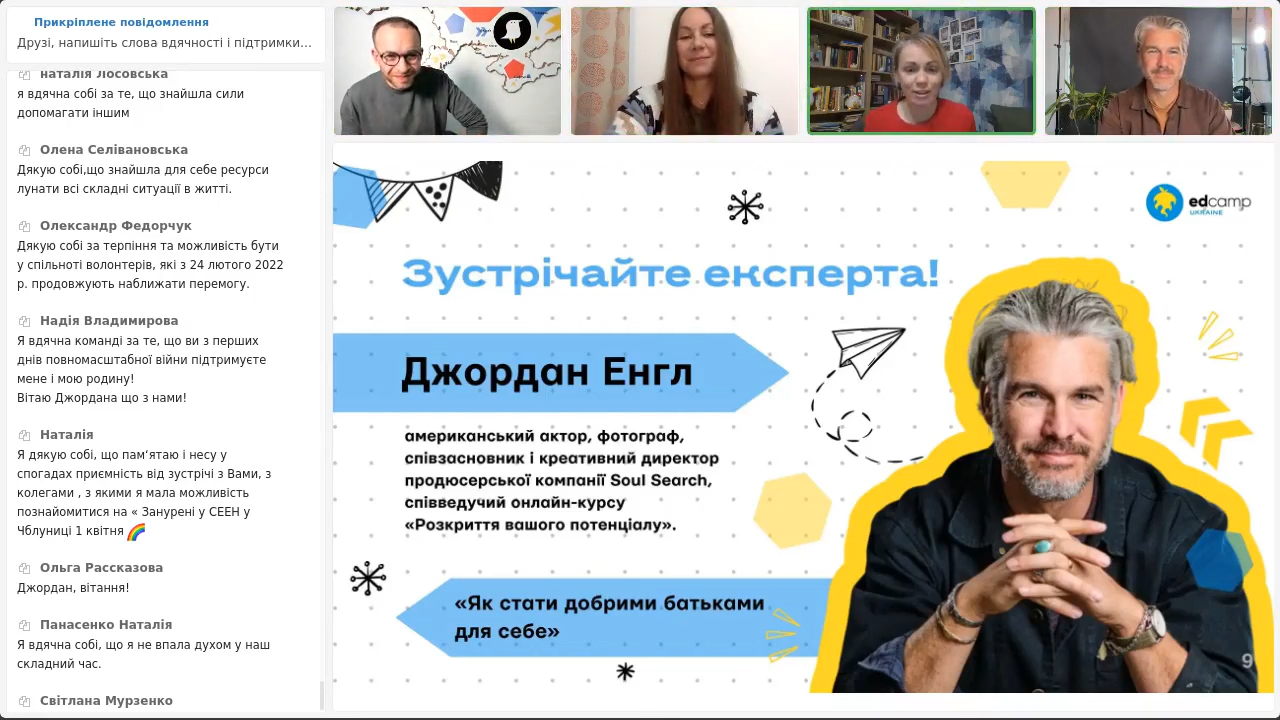 Прикріплене повідомлення
Друзі, напишіть слова вдячності і підтримки...
наталія Лосовська
я вдячна собі за те, що знайшла сили
допомагати іншим
Олена Селівановська
Дякую собі,що знайшла для себе ресурси
лунати всі складні ситуації в житті.
Олександр Федорчук
Дякую собі за терпіння та можливість бути
у спільноті волонтерів, які з 24 лютого 2022
р. продовжують наближати перемогу.
Надія Владимирова
Я вдячна команді за те, що ви з перших
днів повномасштабної війни підтримуєте
мене і мою родину!
Вітаю Джордана що з нами!
Наталія
Я дякую собі, що пам'ятаю і несу у
спогадах приємність від зустрічі з Вами, з
колегами , з якими я мала можливість
познайомитися на « Занурені у СЕЕН у
Чблуниці 1 квітня🌈
Ольга Рассказова
Джордан, вітання!
Панасенко Наталія
Я вдячна собі, що я не впала духом у наш
складний час.
Світлана Мурзенко
edcamp
UKRAINE
Зустрічайте експерта!
Джордан Енгл
американський актор, фотограф,
співзасновник і креативний директор
продюсерської компанії Soul Search,
співведучий онлайн-курсу
«Розкриття вашого потенціалу».
«Як стати добрими батьками
для себе»
9